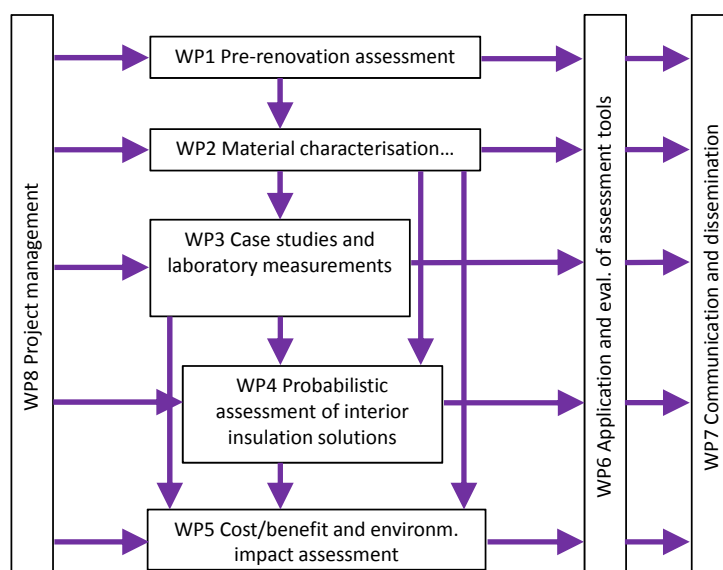 WP8 Project management
WP1 Pre-renovation assessment
WP2 Material characterisation...
WP3 Case studies and
laboratory measurements
WP4 Probabilistic
assessment of interior
insulation solutions
WP5 Cost/benefit and environm.
impact assessment
WP6 Application and eval. of assessment tools
WP7 Communication and dissemination